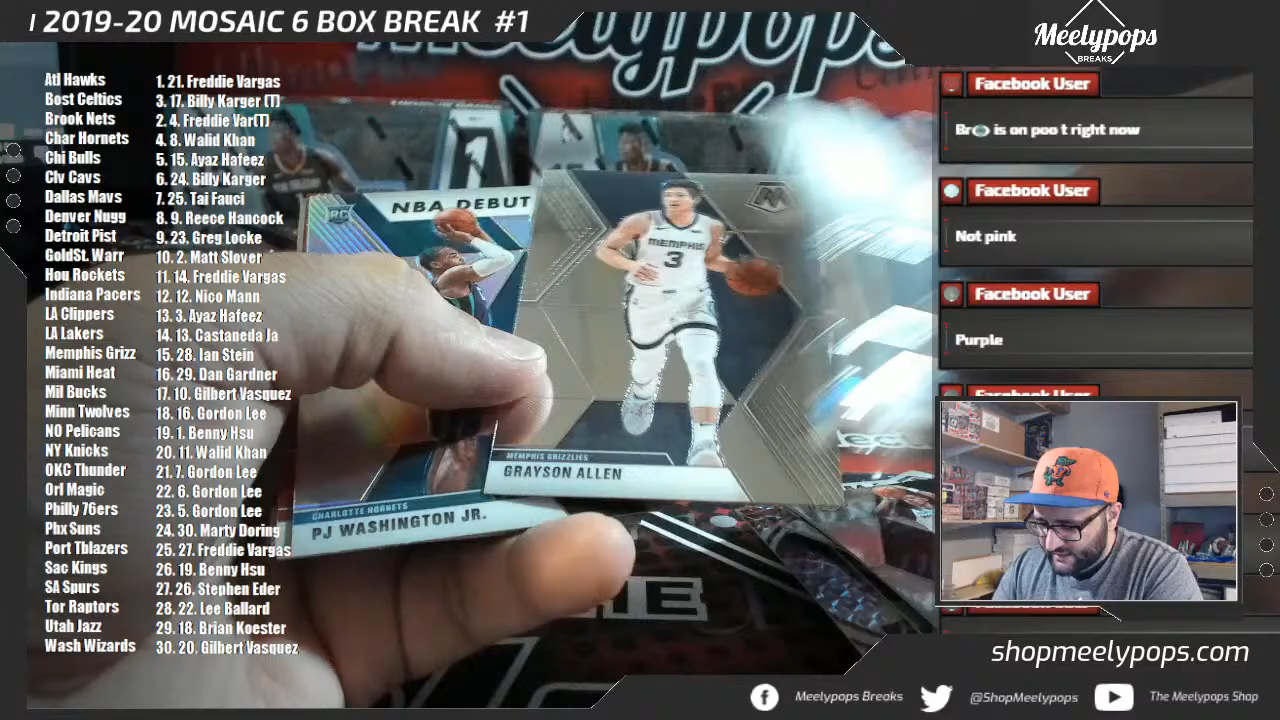 2019-20 MOSAIC 6 BOX BREAK #1
Meelypops
BREAKS
Meelypops
Atl Hawks 1. 21. Freddie Vargas
Bost Celtics 3. 17. Billy Karger (T)
Brook Nets 2. 4. Freddie Var(T)
Char Hornets 4. 8. Walid Khan
Chi Bulls 5. 15. Ayaz Hafeez
Clv Cavs 6. 24. Billy Karger
Dallas Mavs 7. 25. Tai Fauci
Denver Nugg 8. 9. Reece Hancock
Detroit Pist 9. 23. Greg Locke
GoldSt. Warr 10. 2. Matt Slover
Hou Rockets 11. 14. Freddie Vargas
Indiana Pacers 12. 12. Nico Mann
LA Clippers 13. 3. Ayaz Hafeez
LA Lakers 14. 13. Castaneda Ja
Memphis Grizz 15. 28. Ian Stein
Miami Heat 16. 29. Dan Gardner
Mil Bucks 17. 10. Gilbert Vasquez
Minn Twolves 18. 16. Gordon Lee
NO Pelicans 19. 1. Benny Hsu
NY Knicks 20. 11. Walid Khan
OKC Thunder 21. 7. Gordon Lee
Orl Magic 22. 6. Gordon Lee
Philly 76ers 23. 5. Gordon Lee
Phx Suns 24. 30. Marty Doring
Port Tblazers 25. 27. Freddie Vargas
Sac Kings 26. 19. Benny Hsu
SA Spurs 27. 26. Stephen Eder
Tor Raptors 28. 22. Lee Ballard
Utah Jazz 29. 18. Brian Koester
Wash Wizards 30. 20. Gilbert Vasquez
RC
NBA DEBUT
MEMPHIS
3
MEMPHIS GRIZZLIES
GRAYSON ALLEN
CHARLOTTE HORNETS
PJ WASHINGTON JR.
Facebook User
is on poo t right now
Facebook User
Not pink
Facebook User
Purple
Facebook User
shopmeelypops.com
Meelypops Breaks
@ShopMeelypops
The Meelypops Shop